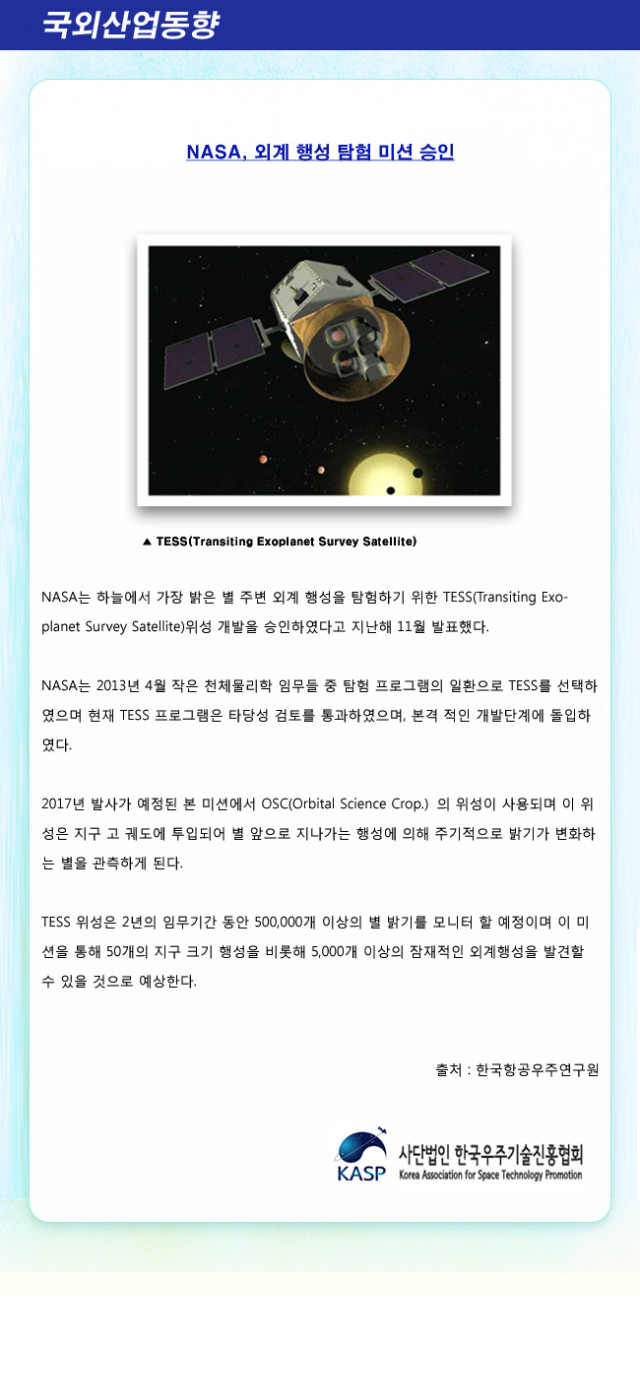 국외산업동향
NASA, 외계 행성 탐험 미션 승인
▲ TESS(Transiting Exoplanet Survey Satellite)
NASA는 하늘에서 가장 밝은 별 주변 외계 행성을 탐험하기 위한 TESS(Transiting Exo-
planet Survey Satellite)위성 개발을 승인하였다고 지난해 11월 발표했다.
NASA는 2013년 4월 작은 천체물리학 임무들 중 탐험 프로그램의 일환으로 TESS를 선택하
였으며 현재 TESS 프로그램은 타당성 검토를 통과하였으며, 본격 적인 개발단계에 돌입하
였다.
2017년 발사가 예정된 본 미션에서 OSC(Orbital Science Crop.) 의 위성이 사용되며 이 위
성은 지구 고 궤도에 투입되어 별 앞으로 지나가는 행성에 의해 주기적으로 밝기가 변화하
는 별을 관측하게 된다.
TESS 위성은 2년의 임무기간 동안 500,000개 이상의 별 밝기를 모니터 할 예정이며 이 미
션을 통해 50개의 지구 크기 행성을 비롯해 5,000개 이상의 잠재적인 외계행성을 발견할
수 있을 것으로 예상한다.
출처 : 한국항공우주연구원
KASP
사단법인 한국우주기술진흥협회
Korea Association for Space Technology Promotion